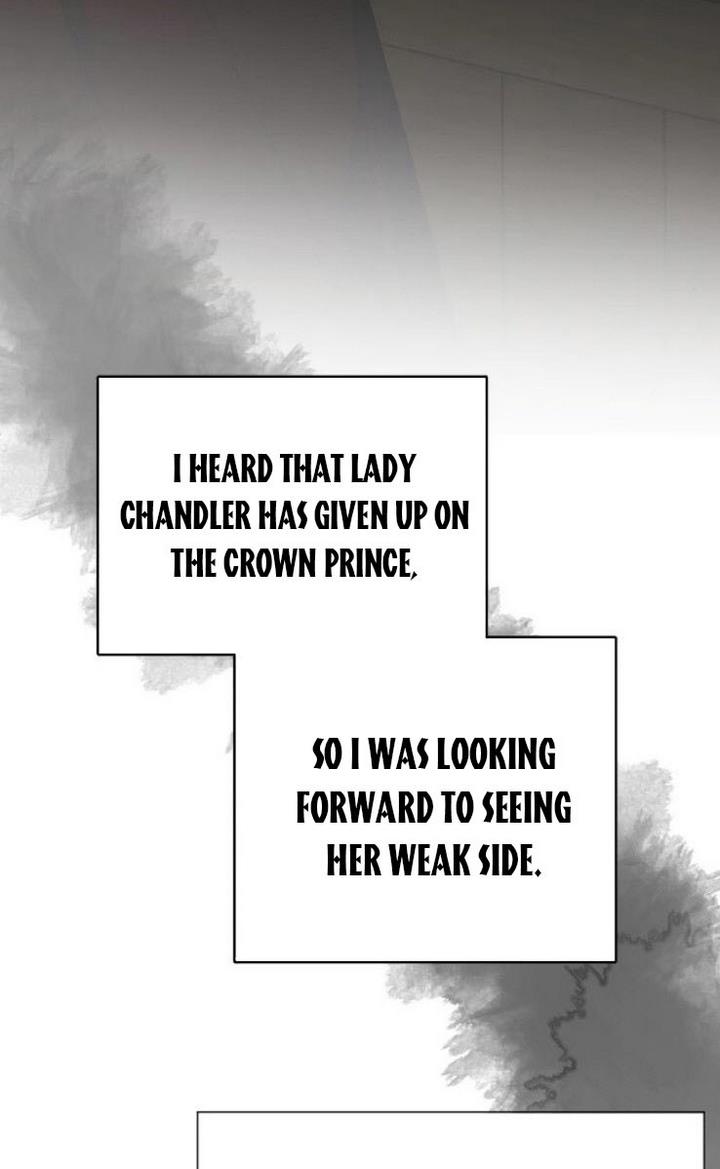 I HEARD THAT LADY
CHANDLER HAS GIVEN UP ON
THE CROWN PRINCE,
SO I WAS LOOKING
FORWARD TO SEEING
HER WEAK SIDE.